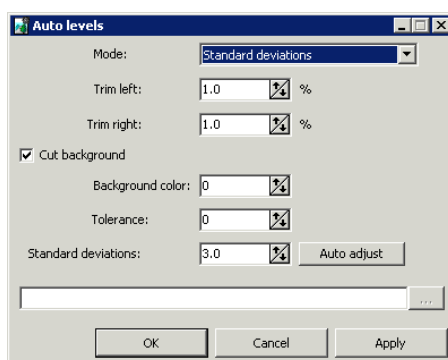 Auto levels
Mode: Standard deviations
Trim left: 1.0 %
Trim right: 1.0 %
Cut background
Background color: 0
Tolerance: 0
Standard deviations: 3.0 Auto adjust
...
OK Cancel Apply